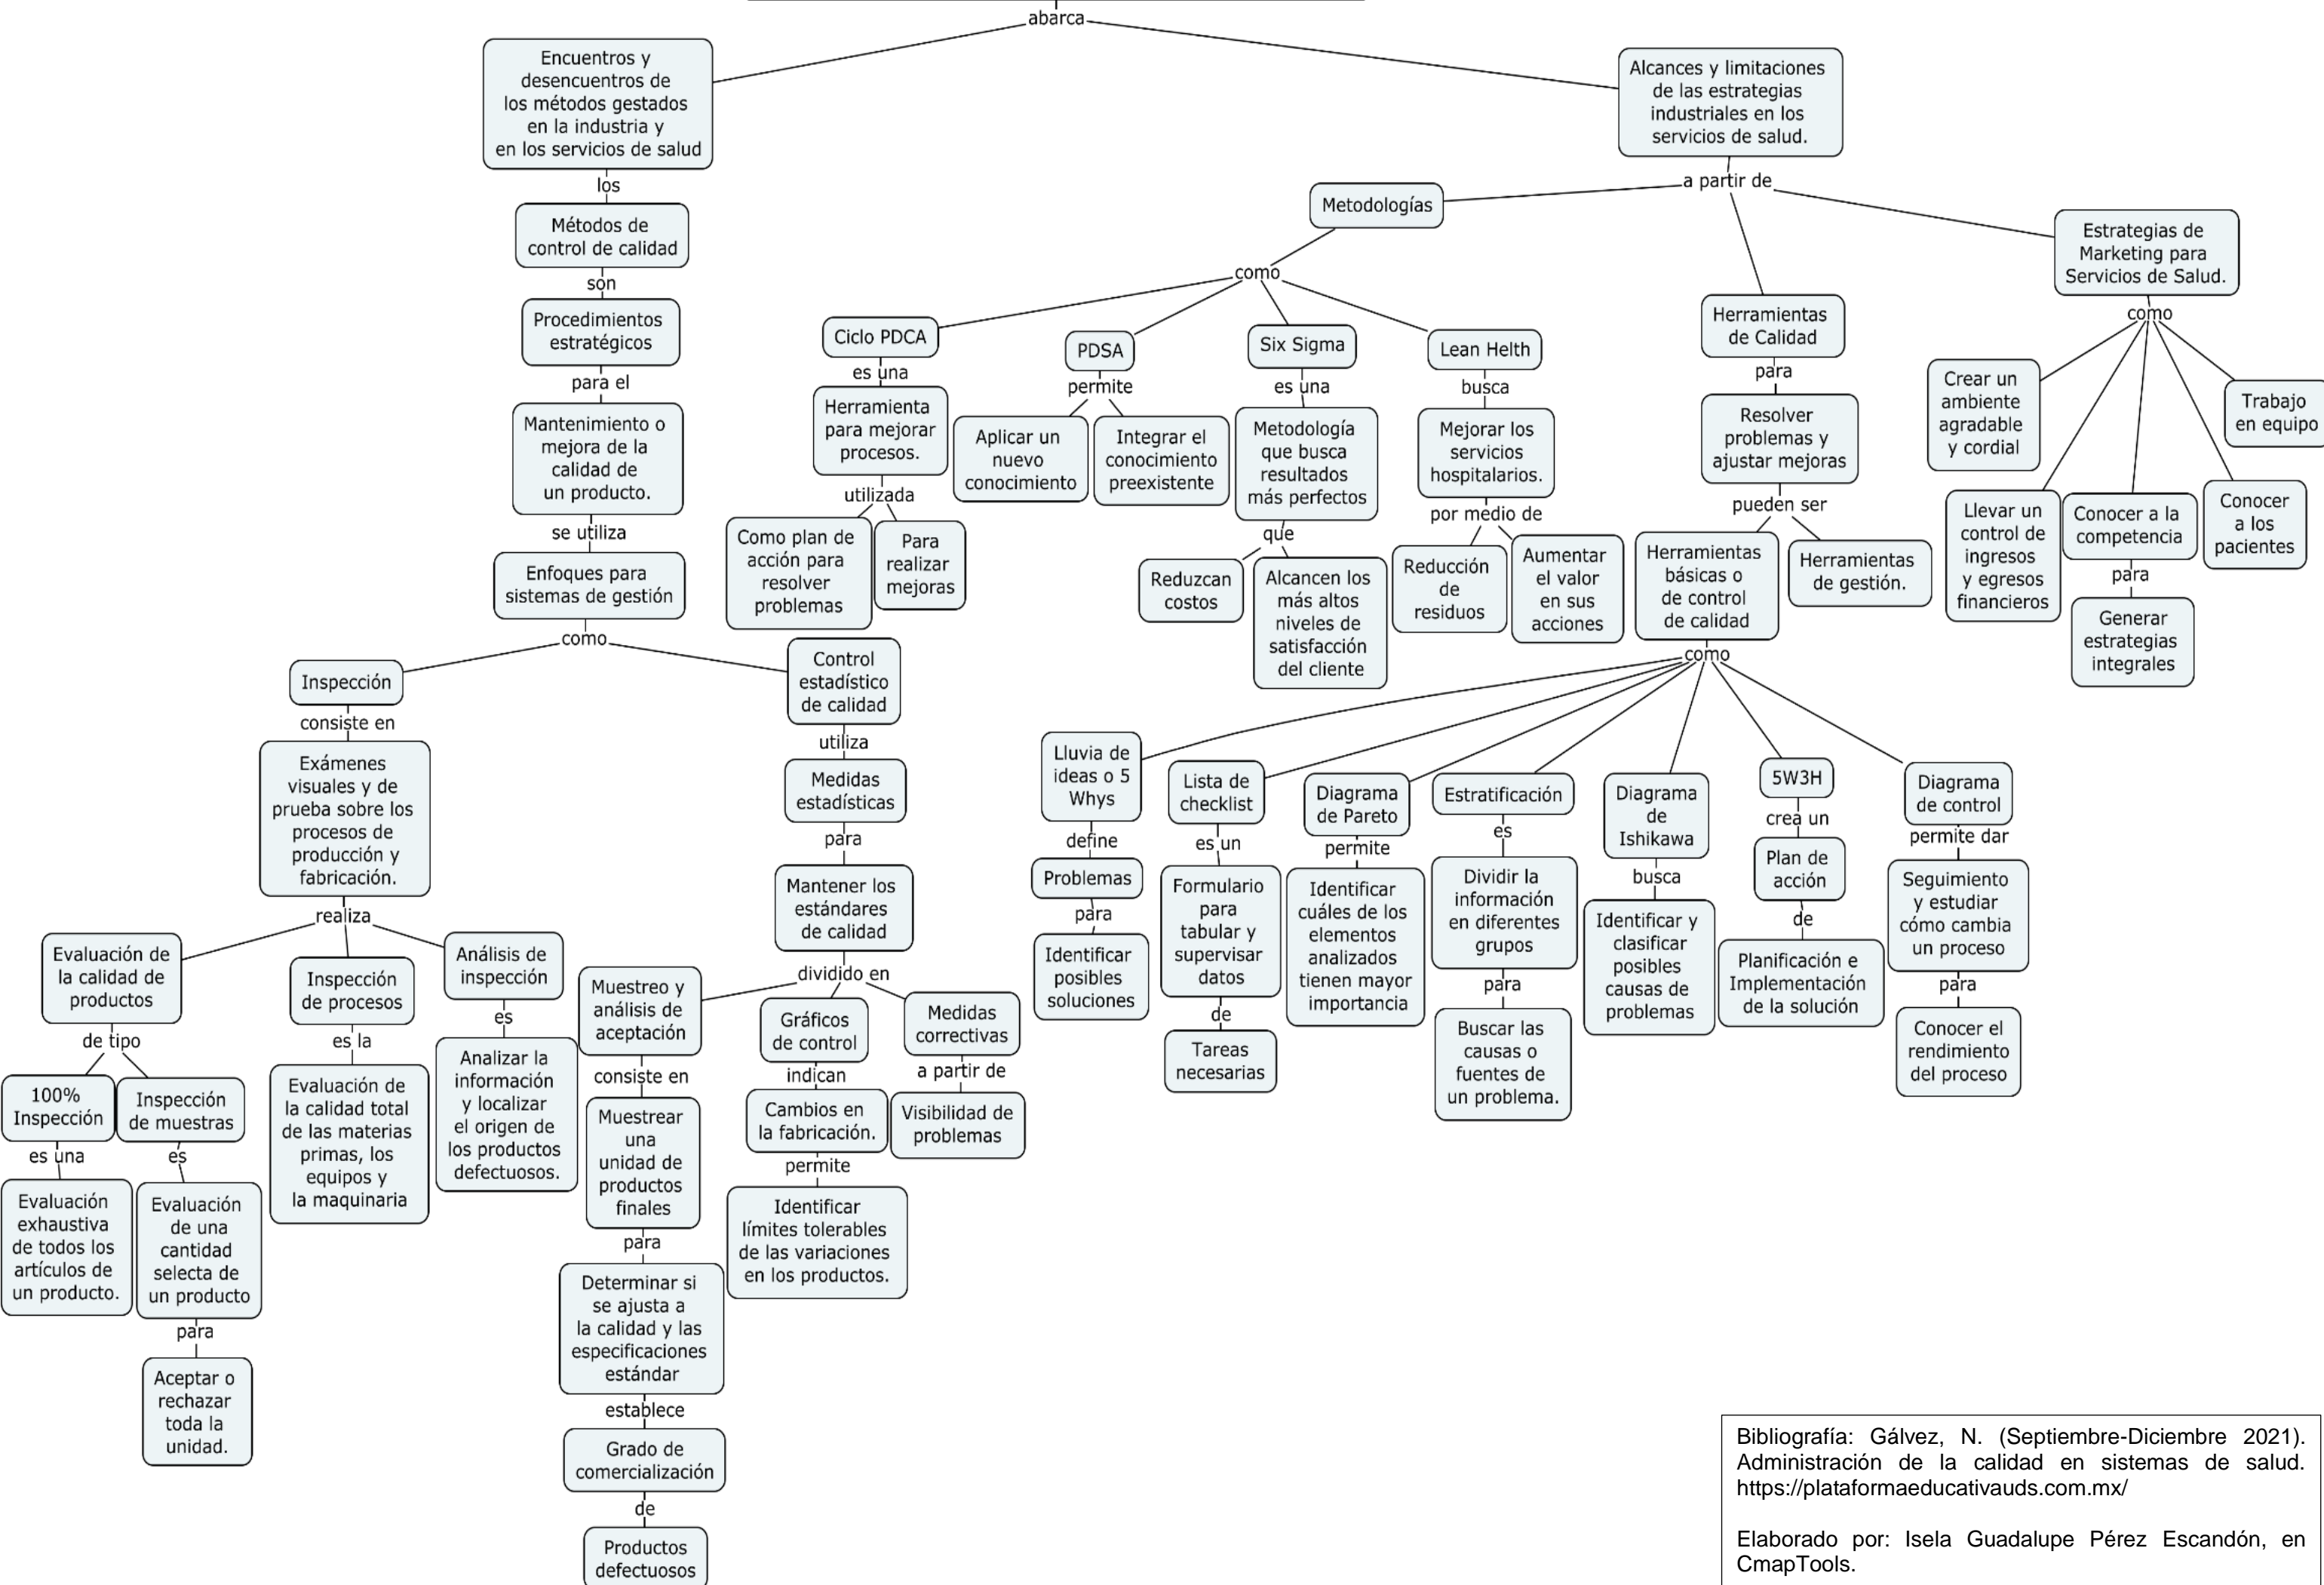 abarca
Encuentros y
desencuentros de
los métodos gestados
en la industria y
en los servicios de salud
los
Métodos de
control de calidad
son
Procedimientos
estratégicos
para el
Mantenimiento o
mejora de la
calidad de
un producto.
se utiliza
Enfoques para
sistemas de gestión
como
Inspección
consiste en
Exámenes
visuales y de
prueba sobre los
procesos de
producción y
fabricación.
realiza
Evaluación de
la calidad de
productos
de tipo
100%
Inspección
es una
Evaluación
exhaustiva
de todos los
artículos de
un producto.
Inspección
de muestras
es
Evaluación
de una
cantidad
selecta de
un producto
para
Aceptar o
rechazar
toda la
unidad.
Inspección
de procesos
es la
Evaluación de
la calidad total
de las materias
primas, los
equipos y
la maquinaria
Análisis de
inspección
es
Analizar la
información
y localizar
el origen de
los productos
defectuosos.
Control
estadístico
de calidad
utiliza
Medidas
estadísticas
para
Mantener los
estándares
de calidad
dividido en
Muestreo y
análisis de
aceptación
consiste en
Muestrear
una
unidad de
productos
finales
para
Determinar si
se ajusta a
la calidad y las
especificaciones
estándar
establece
Grado de
comercialización
de
Productos
defectuosos
Gráficos
de control
indican
Cambios en
la fabricación.
permite
Identificar
límites tolerables
de las variaciones
en los productos.
Medidas
correctivas
a partir de
Visibilidad de
problemas
Alcances y limitaciones
de las estrategias
industriales en los
servicios de salud.
a partir de
Metodologías
como
Ciclo PDCA
es una
Herramienta
para mejorar
procesos.
utilizada
Como plan de
acción para
resolver
problemas
Para
realizar
mejoras
PDSA
permite
Aplicar un
nuevo
conocimiento
Integrar el
conocimiento
preexistente
Six Sigma
es una
Metodología
que busca
resultados
más perfectos
que
Reduzcan
costos
Alcancen los
más altos
niveles de
satisfacción
del cliente
Lean Helth
busca
Mejorar los
servicios
hospitalarios.
por medio de
Reducción
de
residuos
Aumentar
el valor
en sus
acciones
Herramientas
de Calidad
para
Resolver
problemas y
ajustar mejoras
pueden ser
Herramientas
básicas o
de control
de calidad
Herramientas
de gestión.
como
Lluvia de
ideas o 5
Whys
define
Problemas
para
Identificar
posibles
soluciones
Lista de
checklist
es un
Formulario
para
tabular y
supervisar
datos
de
Tareas
necesarias
Diagrama
de Pareto
permite
Identificar
cuáles de los
elementos
analizados
tienen mayor
importancia
Estratificación
es
Dividir la
información
en diferentes
grupos
para
Buscar las
causas o
fuentes de
un problema.
Diagrama
de
Ishikawa
busca
Identificar y
clasificar
posibles
causas de
problemas
5W3H
crea un
Plan de
acción
de
Planificación e
Implementación
de la solución
Diagrama
de control
permite dar
Seguimiento
y estudiar
cómo cambia
un proceso
para
Conocer el
rendimiento
del proceso
Estrategias de
Marketing para
Servicios de Salud.
como
Crear un
ambiente
agradable
y cordial
Llevar un
control de
ingresos
y egresos
financieros
Conocer a la
competencia
para
Generar
estrategias
integrales
Conocer
a los
pacientes
Trabajo
en equipo
Bibliografía: Gálvez, N. (Septiembre-Diciembre 2021).
Administración de la calidad en sistemas de salud.
https://plataformaeducativauds.com.mx/
Elaborado por: Isela Guadalupe Pérez Escandón, en
CmapTools.